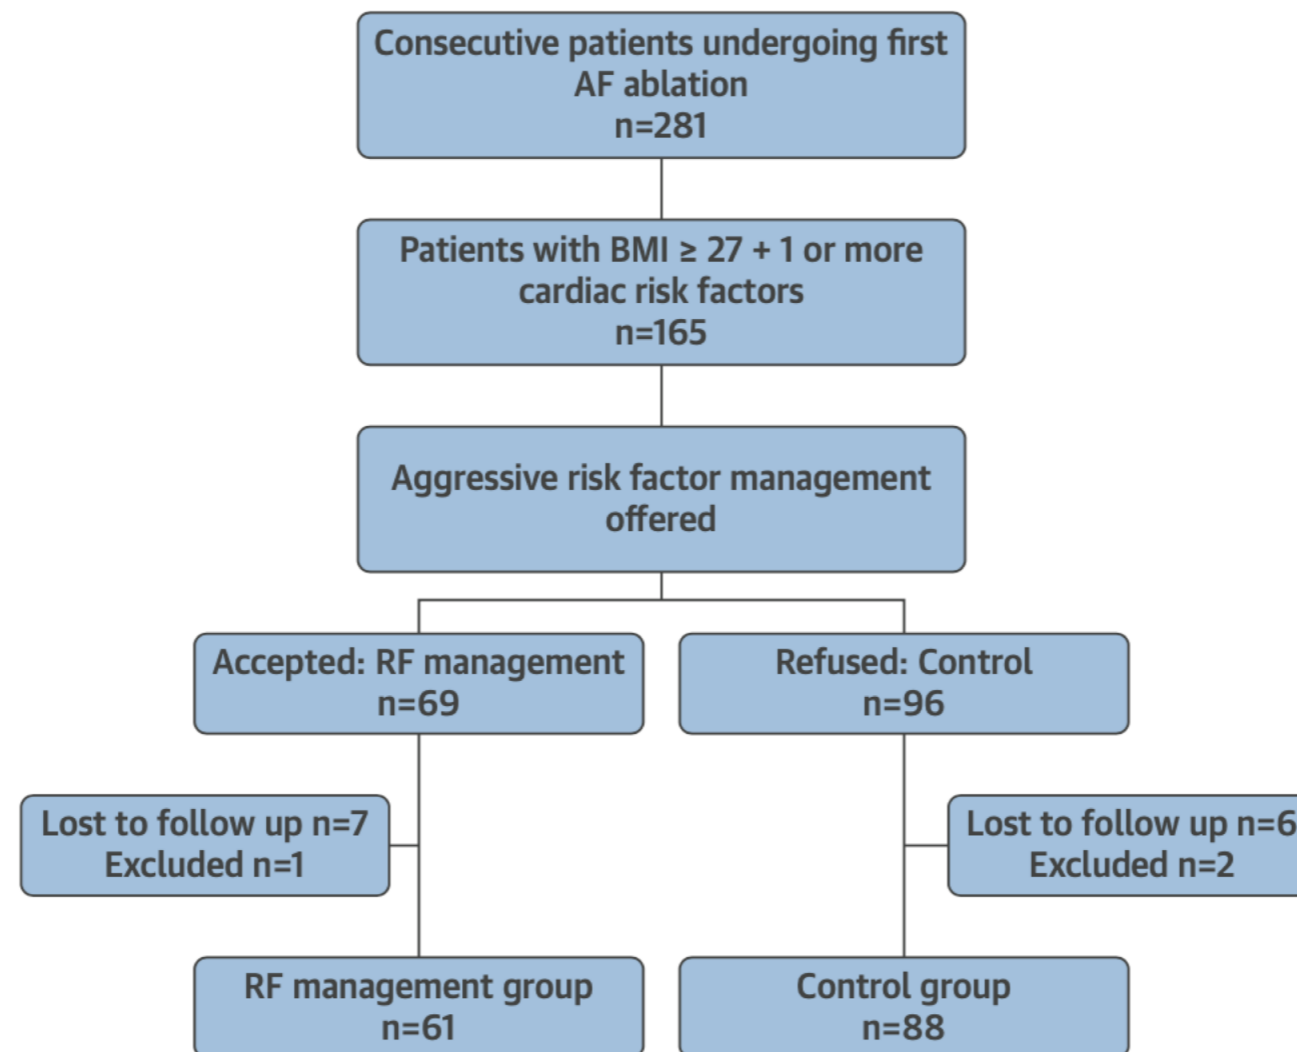 Consecutive patients undergoing first
AF ablation
n=281
Patients with BMI ≥ 27 + 1 or more
cardiac risk factors
n=165
Aggressive risk factor management
offered
Accepted: RF management
n=69
Refused: Control
n=96
Lost to follow up n=7
Excluded n=1
Lost to follow up n=6
Excluded n=2
RF management group
n=61
Control group
n=88